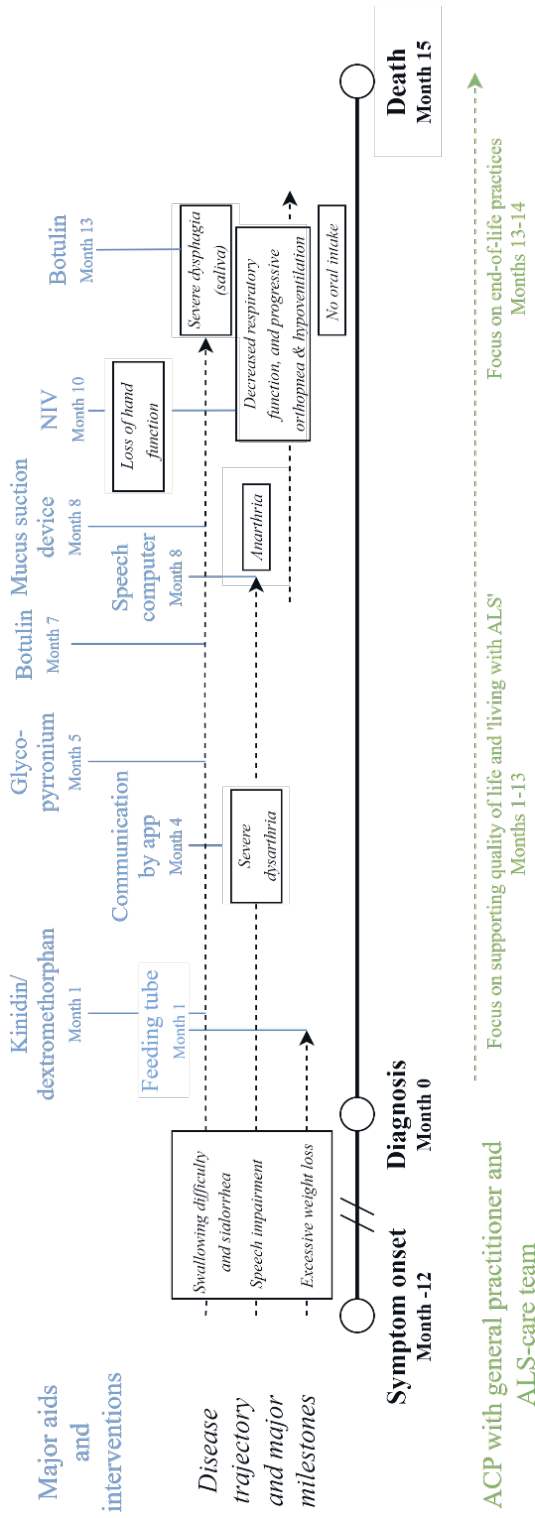 Major aids
and
interventions
Kinidin/
dextromethorphan
Month 1
Feeding tube
Month 1
Communication
by app
Month 4
Glyco-
pyrronium
Month 5
Botulin
Month 7
Speech
computer
Month 8
Mucus suction
device
Month 8
NIV
Month 10
Botulin
Month 13
Disease
trajectory
and major
milestones
Swallowing difficulty
and sialorrhea
Speech impairment
Excessive weight loss
Severe
dysarthria
Anarthria
Loss of hand
function
Severe dysphagia
(saliva)
Decreased respiratory
function, and progressive
orthopnea & hypoventilation
No oral intake
Symptom onset
Month -12
Diagnosis
Month 0
Death
Month 15
ACP with general practitioner and
ALS-care team
Focus on supporting quality of life and 'living with ALS'
Months 1-13
Focus on end-of-life practices
Months 13-14